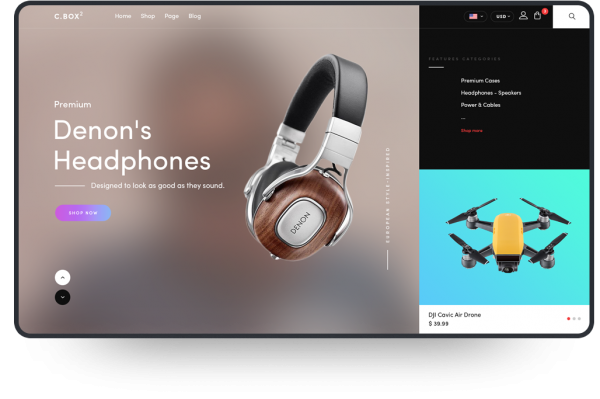 C.BOX²
Home Shop Page Blog
USD
3
FEATURED CATEGORIES
Premium Cases
Headphones - Speakers
Power & Cables
Shop more
Premium
Denon's
Headphones
Designed to look as good as they sound.
SHOP NOW
DENON
EUROPEAN STYLE-INSPIRED
DJI Cavic Air Drone
$ 39.99